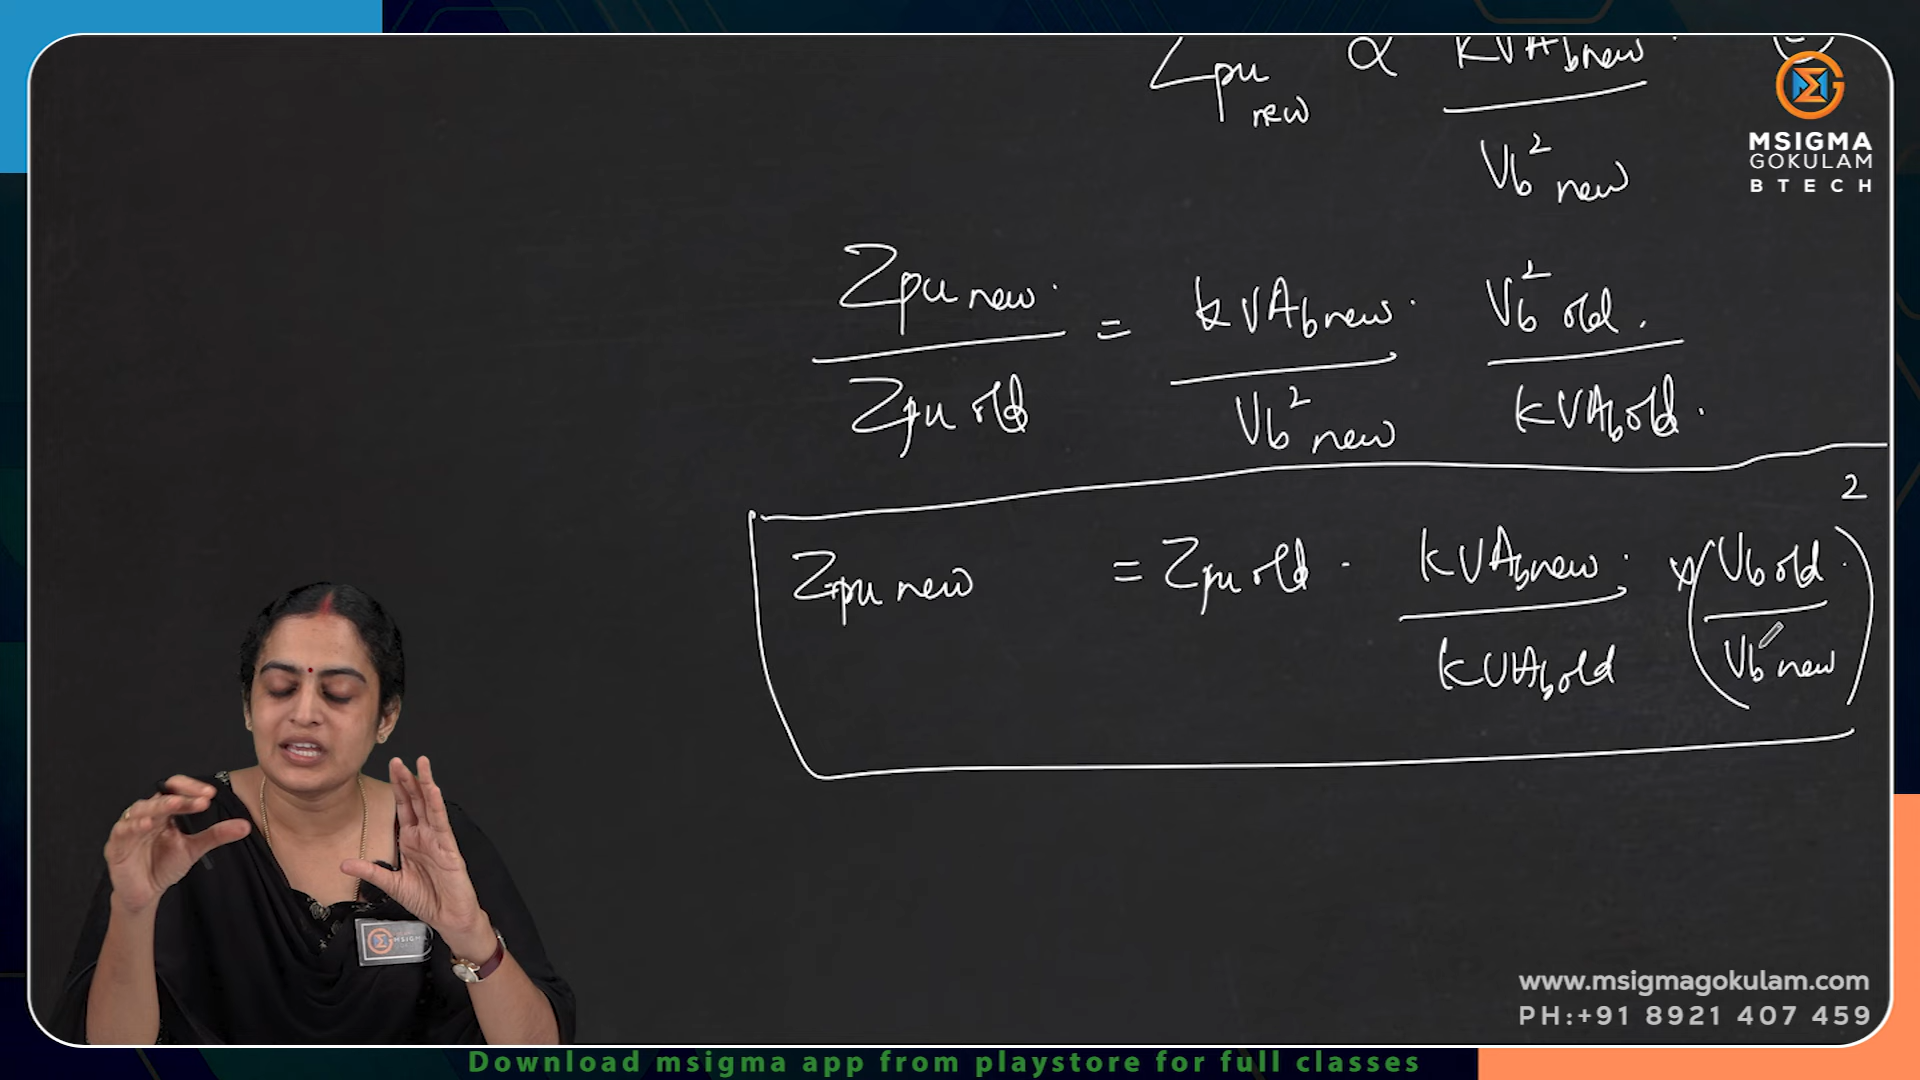 Zpu new ∝ kVAb new / Vb² new
MSIGMA
GOKULAM
BTECH
Zpu new / Zpu old = kVAb new / Vb² new · Vb² old / kVAb old
Zpu new = Zpu old · kVAb new / kVAb old × (Vb old / Vb new)²
MSIGMA
www.msigmagokulam.com
PH:+91 8921 407 459
Download msigma app from playstore for full classes